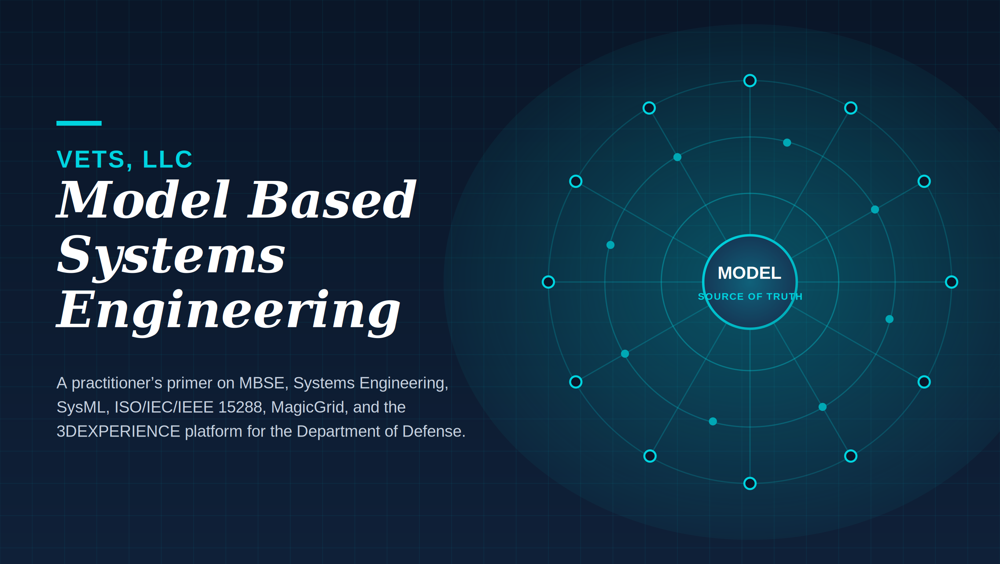 VETS, LLC
Model Based
Systems
Engineering
A practitioner’s primer on MBSE, Systems Engineering,
SysML, ISO/IEC/IEEE 15288, MagicGrid, and the
3DEXPERIENCE platform for the Department of Defense.
MODEL
SOURCE OF TRUTH